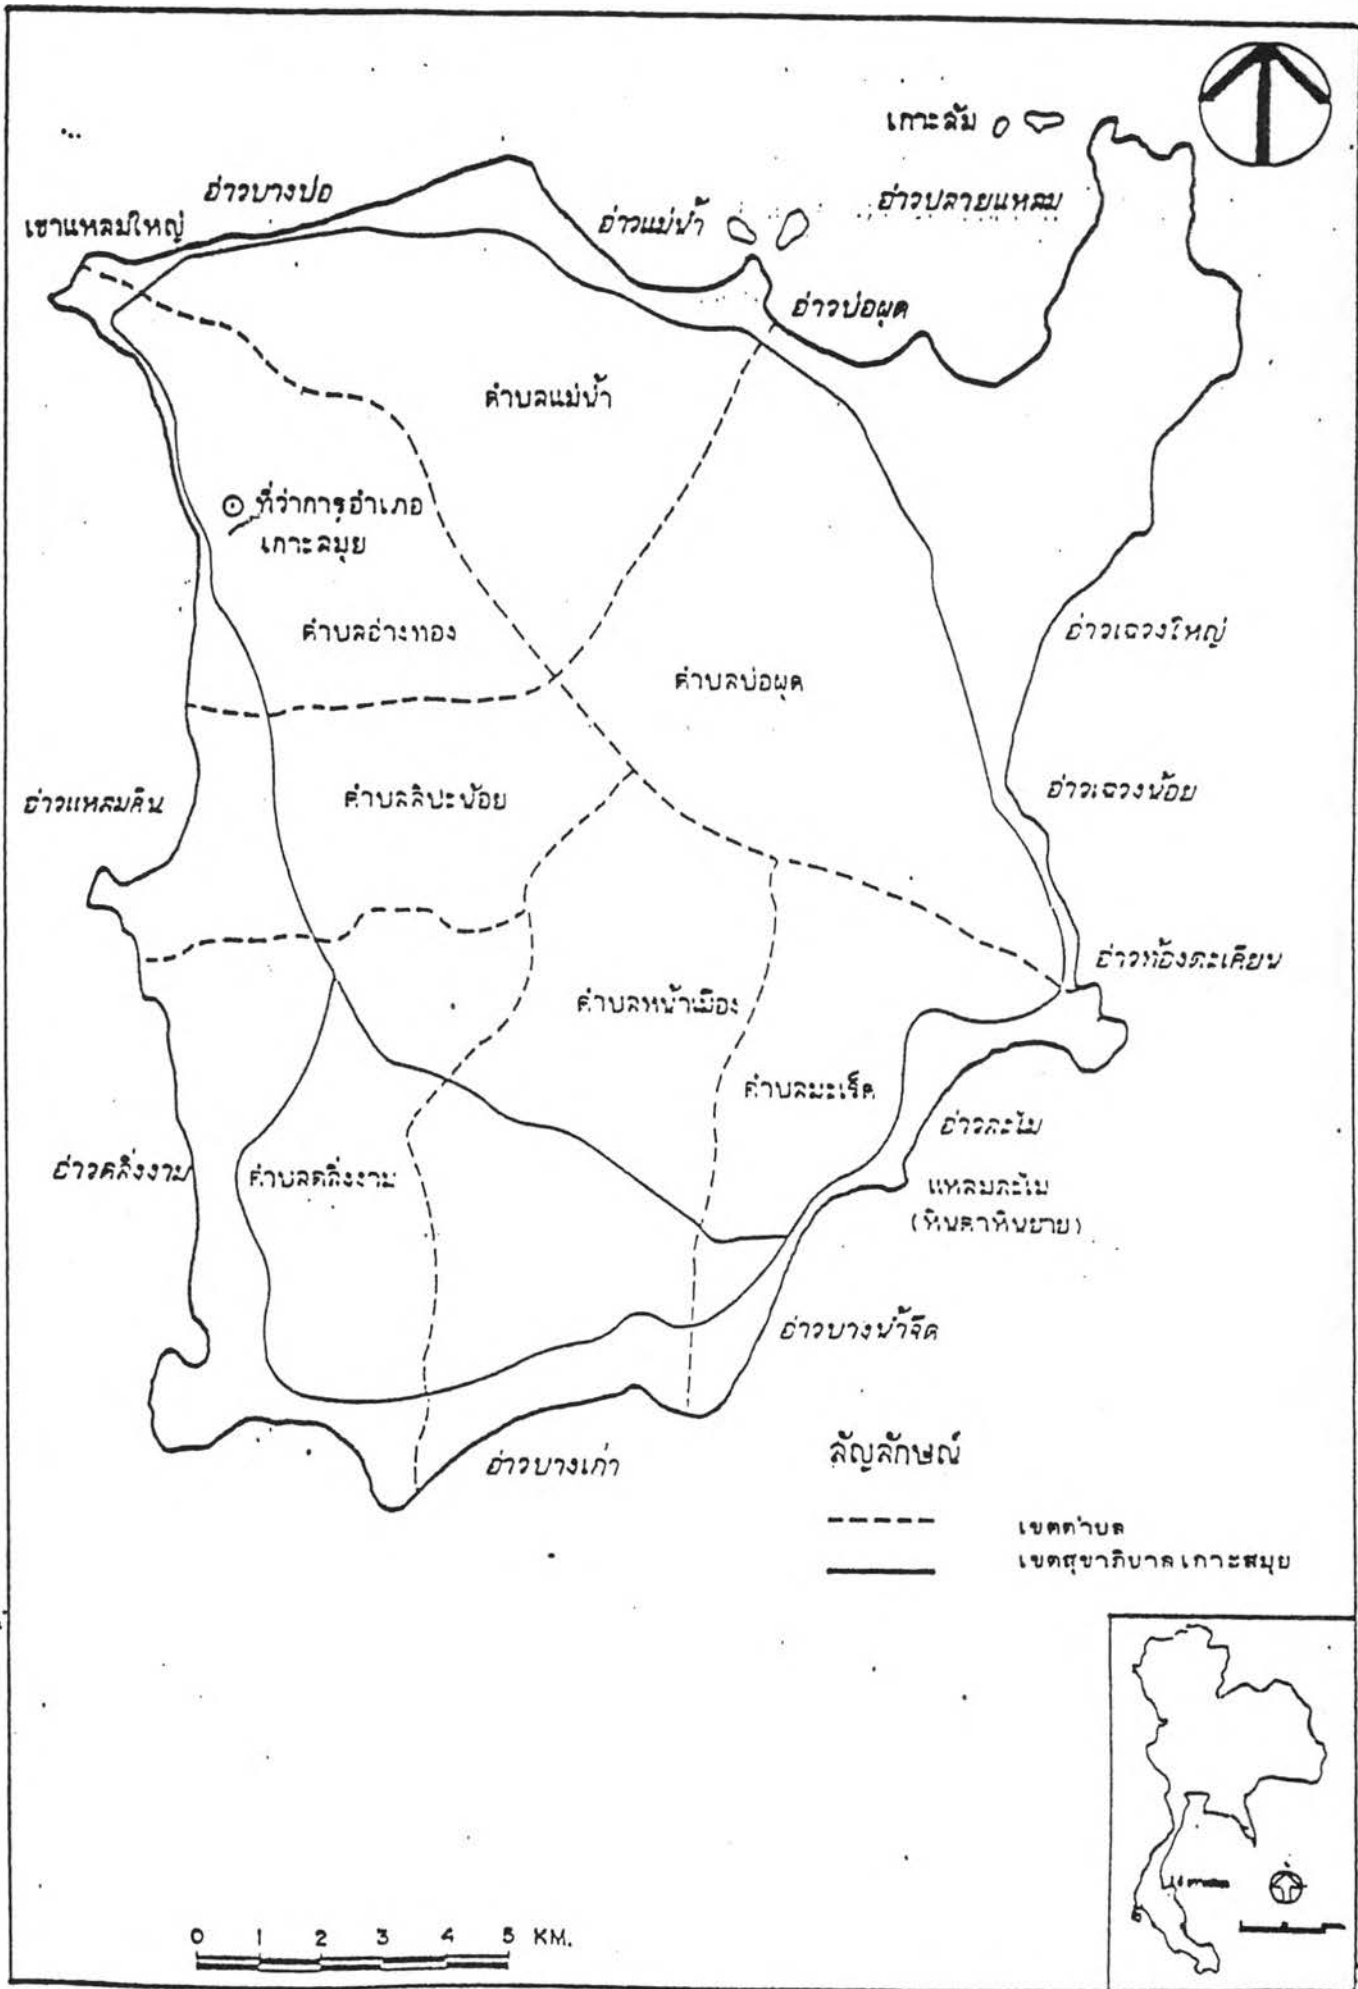 เกาะส้ม
อ่าวบางปอ
อ่าวปลายแหลม
เขาแหลมใหญ่
อ่าวแม่น้ำ
อ่าวบ่อผุด
ตำบลแม่น้ำ
ที่ว่าการอำเภอ
เกาะสมุย
ตำบลอ่างทอง
อ่าวเฉวงใหญ่
ตำบลบ่อผุด
อ่าวแหลมดิน
ตำบลลิปะน้อย
อ่าวเฉวงน้อย
อ่าวท้องตะเคียน
ตำบลหน้าเมือง
ตำบลมะเร็ต
อ่าวละไม
อ่าวตลิ่งงาม
ตำบลตลิ่งงาม
แหลมละไม
(หินตาหินยาย)
อ่าวบางน้ำจืด
อ่าวบางเก่า
สัญลักษณ์
เขตตำบล
เขตสุขาภิบาลเกาะสมุย
0 1 2 3 4 5 KM.